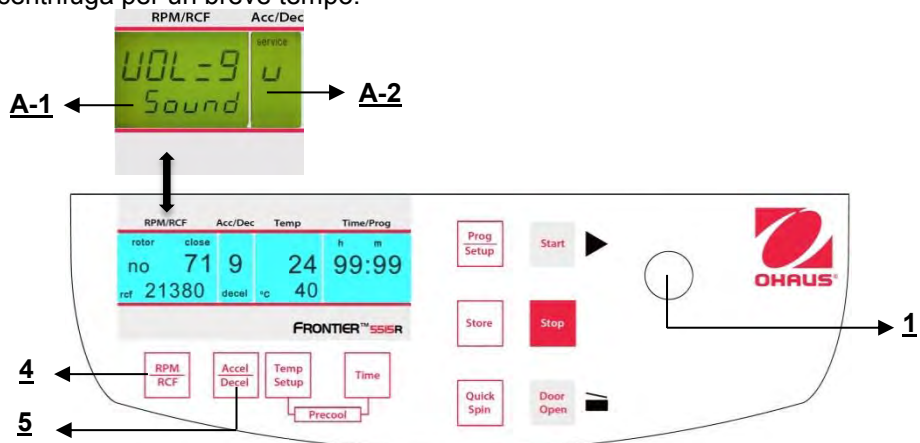 centrifuga per un breve tempo.
RPM/RCF Acc/Dec
service
VOL=9 u
Sound
A-1
A-2
RPM/RCF Acc/Dec Temp Time/Prog
rotor close h m
no 71 9 24 99:99
rcf 21380 decel °C 40
FRONTIER™ 5515R
RPM
RCF
Accel
Decel
Temp
Setup
Time
Precool
Prog
Setup
Start
Store
Stop
Quick
Spin
Door
Open
OHAUS®
1
4
5